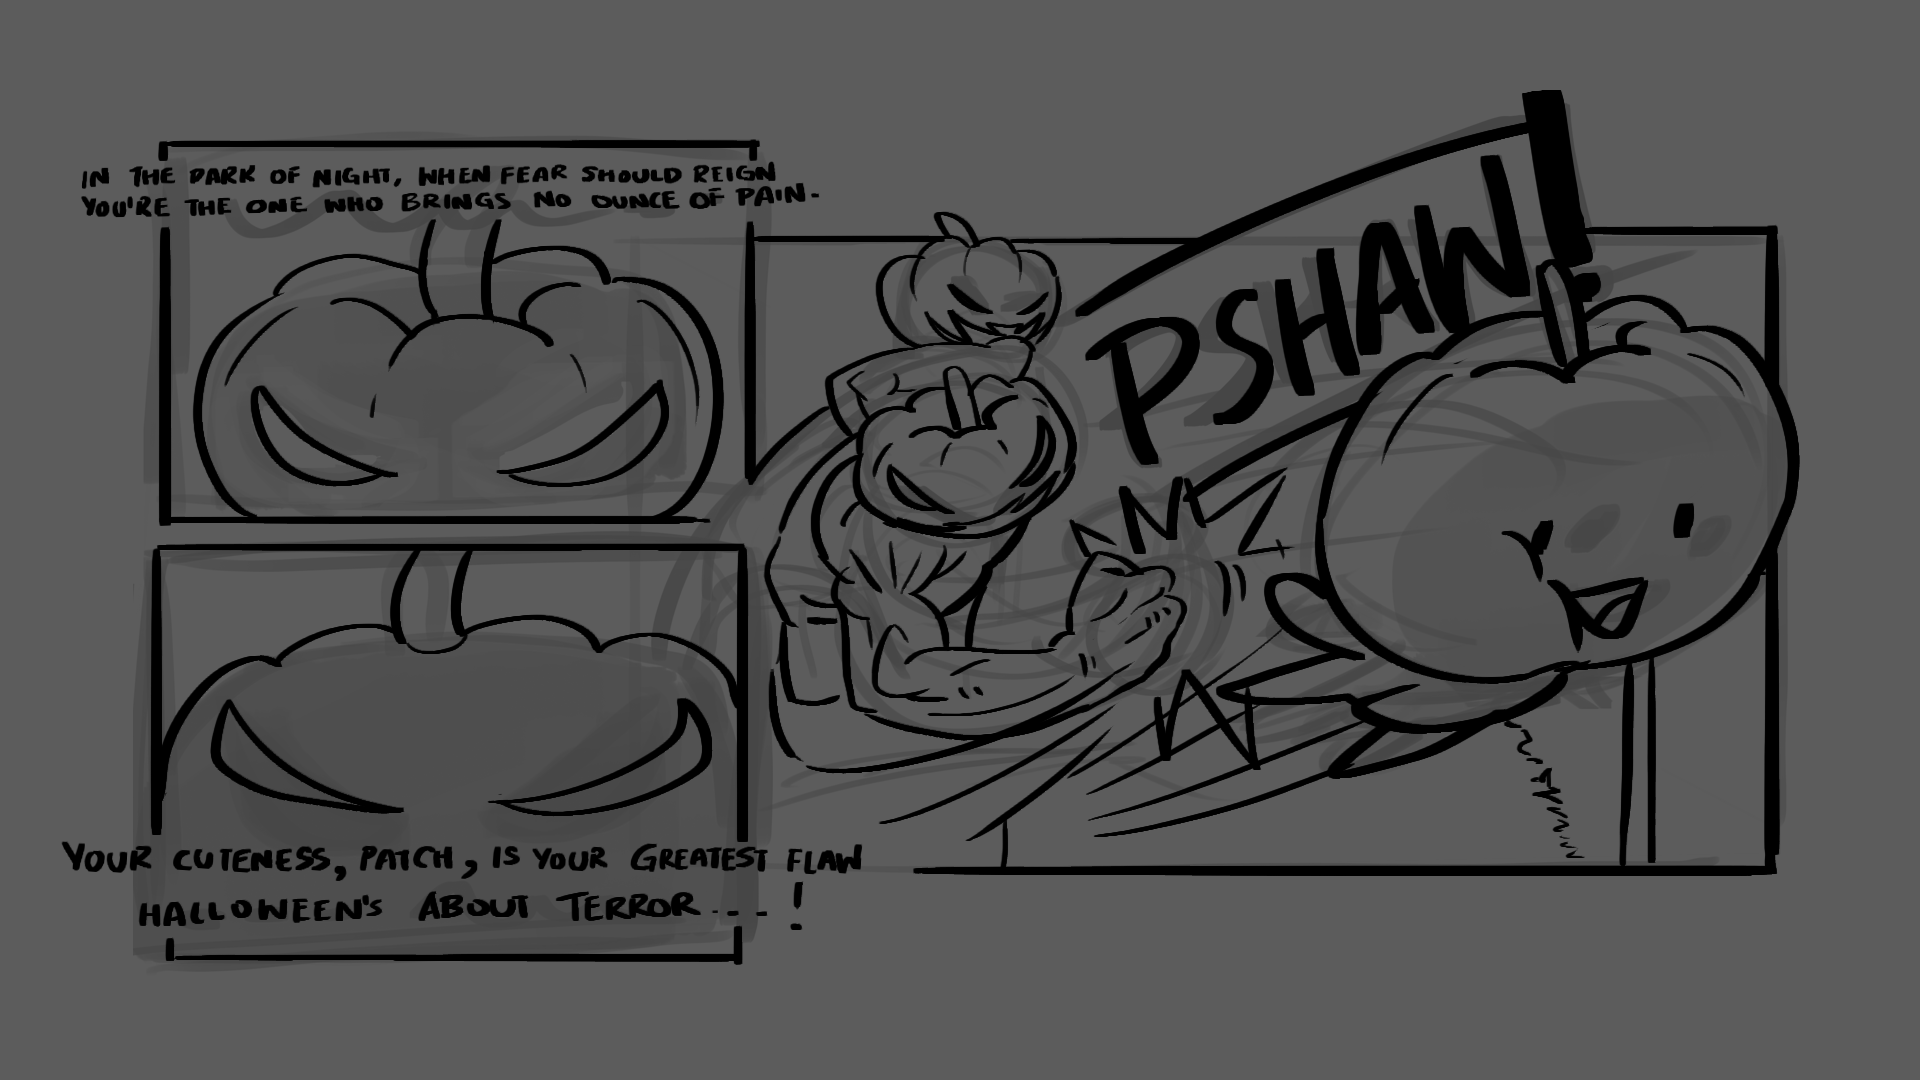 IN THE DARK OF NIGHT, WHEN FEAR SHOULD REIGN
YOU'RE THE ONE WHO BRINGS NO OUNCE OF PAIN.
YOUR CUTENESS, PATCH, IS YOUR GREATEST FLAW
HALLOWEEN'S ABOUT TERROR....!
PSHAW!